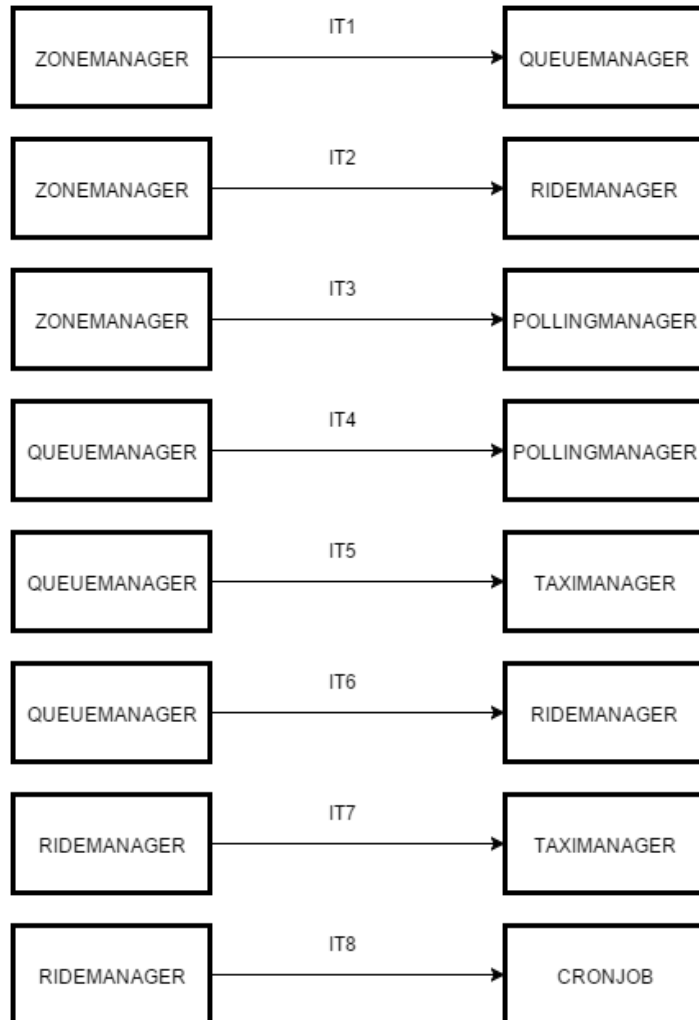 IT1
ZONEMANAGER QUEUEMANAGER
IT2
ZONEMANAGER RIDEMANAGER
IT3
ZONEMANAGER POLLINGMANAGER
IT4
QUEUEMANAGER POLLINGMANAGER
IT5
QUEUEMANAGER TAXIMANAGER
IT6
QUEUEMANAGER RIDEMANAGER
IT7
RIDEMANAGER TAXIMANAGER
IT8
RIDEMANAGER CRONJOB